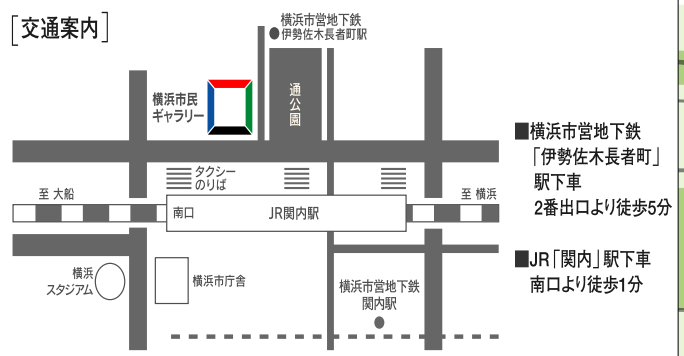 [交通案内]
横浜市営地下鉄
伊勢佐木長者町駅
横浜市民
ギャラリー
通公園
タクシー
のりば
至 大船
至 横浜
南口
JR関内駅
横浜
スタジアム
横浜市庁舎
横浜市営地下鉄
関内駅
■横浜市営地下鉄
「伊勢佐木長者町」
駅下車
2番出口より徒歩5分
■JR「関内」駅下車
南口より徒歩1分